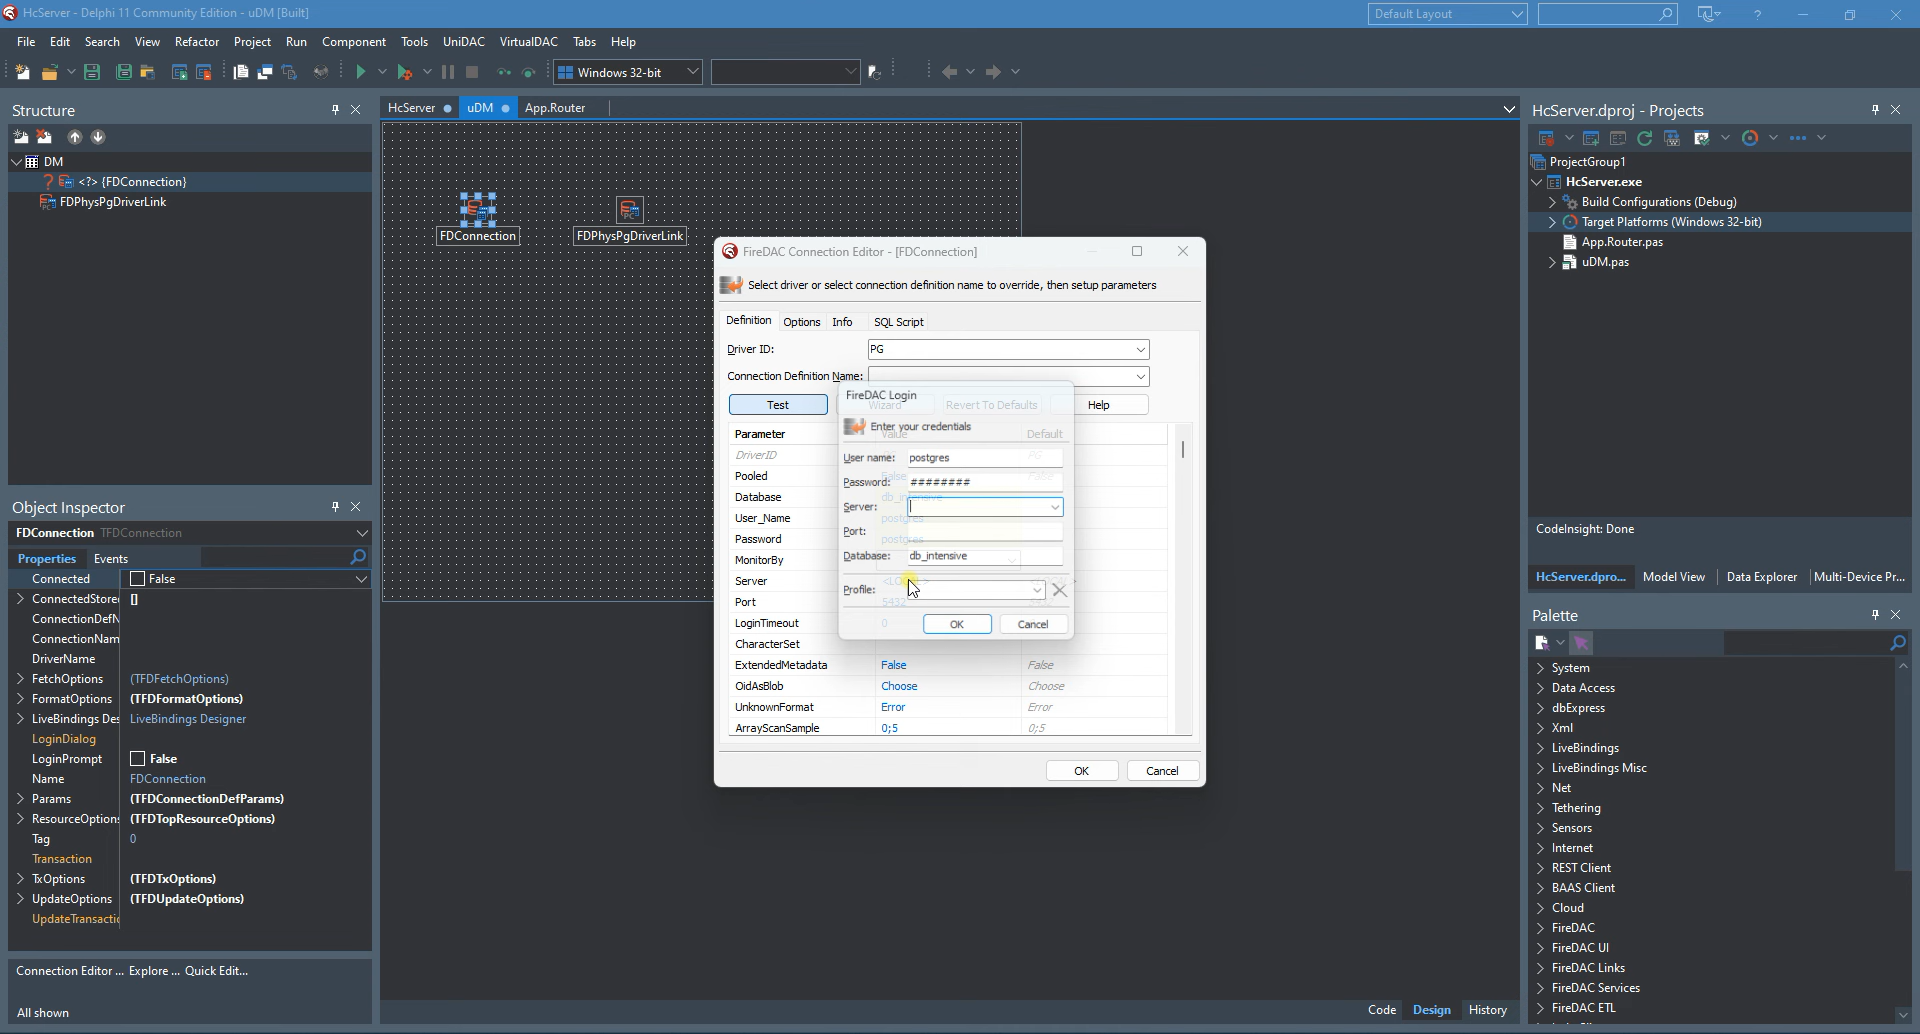 HcServer - Delphi 11 Community Edition - uDM [Built]
Default Layout
?
File Edit Search View Refactor Project Run Component Tools UniDAC VirtualDAC Tabs Help
Windows 32-bit
Structure
DM
<?> {FDConnection}
FDPhysPgDriverLink
HcServer uDM App.Router
FDConnection
FDPhysPgDriverLink
FireDAC Connection Editor - [FDConnection]
Select driver or select connection definition name to override, then setup parameters
Definition Options Info SQL Script
Driver ID: PG
Connection Definition Name:
Test Wizard Revert To Defaults Help
Parameter Value Default
DriverID PG
Pooled False False
Database db_intensive
User_Name postgres
Password postgres
MonitorBy
Server
Port 5432
LoginTimeout 0
CharacterSet
ExtendedMetadata False False
OidAsBlob Choose Choose
UnknownFormat Error Error
ArrayScanSample 0;5 0;5
OK Cancel
FireDAC Login
Enter your credentials
User name: postgres
Password: ########
Server:
Port:
Database: db_intensive
Profile:
OK Cancel
Object Inspector
FDConnection TFDConnection
Properties Events
Connected False
ConnectedStore []
ConnectionDefN
ConnectionNam
DriverName
FetchOptions (TFDFetchOptions)
FormatOptions (TFDFormatOptions)
LiveBindings Des LiveBindings Designer
LoginDialog
LoginPrompt False
Name FDConnection
Params (TFDConnectionDefParams)
ResourceOptions (TFDTopResourceOptions)
Tag 0
Transaction
TxOptions (TFDTxOptions)
UpdateOptions (TFDUpdateOptions)
UpdateTransactio
Connection Editor ... Explore ... Quick Edit...
All shown
Code Design History
HcServer.dproj - Projects
ProjectGroup1
HcServer.exe
Build Configurations (Debug)
Target Platforms (Windows 32-bit)
App.Router.pas
uDM.pas
CodeInsight: Done
HcServer.dpro... Model View Data Explorer Multi-Device Pr...
Palette
System
Data Access
dbExpress
Xml
LiveBindings
LiveBindings Misc
Net
Tethering
Sensors
Internet
REST Client
BAAS Client
Cloud
FireDAC
FireDAC UI
FireDAC Links
FireDAC Services
FireDAC ETL